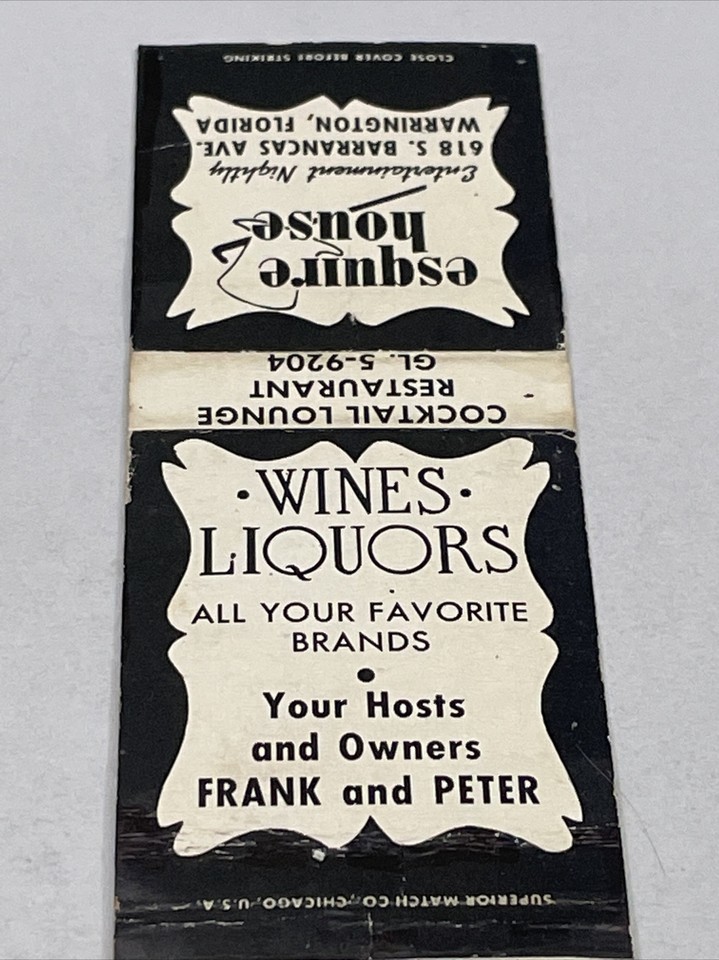 CLOSE COVER BEFORE STRIKING
esquire
house
Entertainment Nightly
618 S. BARRANCAS AVE.
WARRINGTON, FLORIDA
COCKTAIL LOUNGE
RESTAURANT
GL. 5-9204
•WINES•
LIQUORS
ALL YOUR FAVORITE
BRANDS
•
Your Hosts
and Owners
FRANK and PETER
SUPERIOR MATCH CO., CHICAGO, U.S.A.